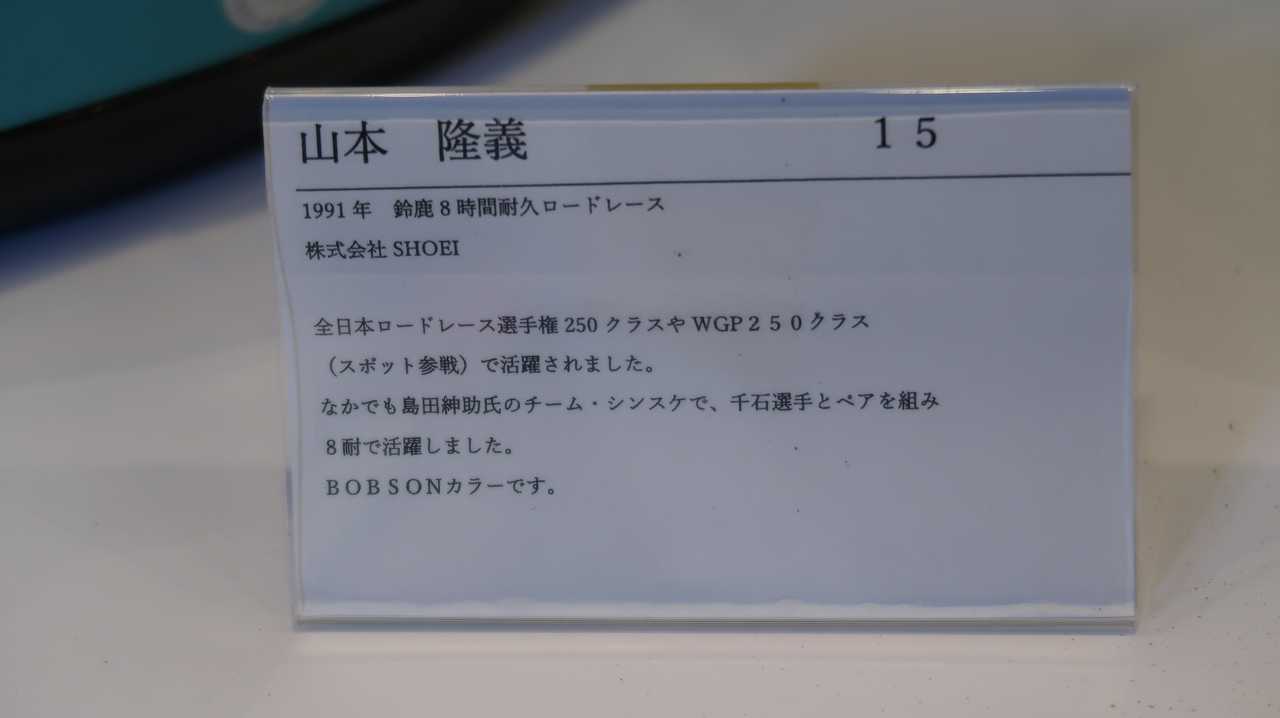 山本　隆義　　　　１５
1991 年　鈴鹿 8 時間耐久ロードレース
株式会社 SHOEI
全日本ロードレース選手権 250 クラスや WGP２５０クラス
（スポット参戦）で活躍されました。
なかでも島田紳助氏のチーム・シンスケで、千石選手とペアを組み
８耐で活躍しました。
ＢＯＢＳＯＮカラーです。